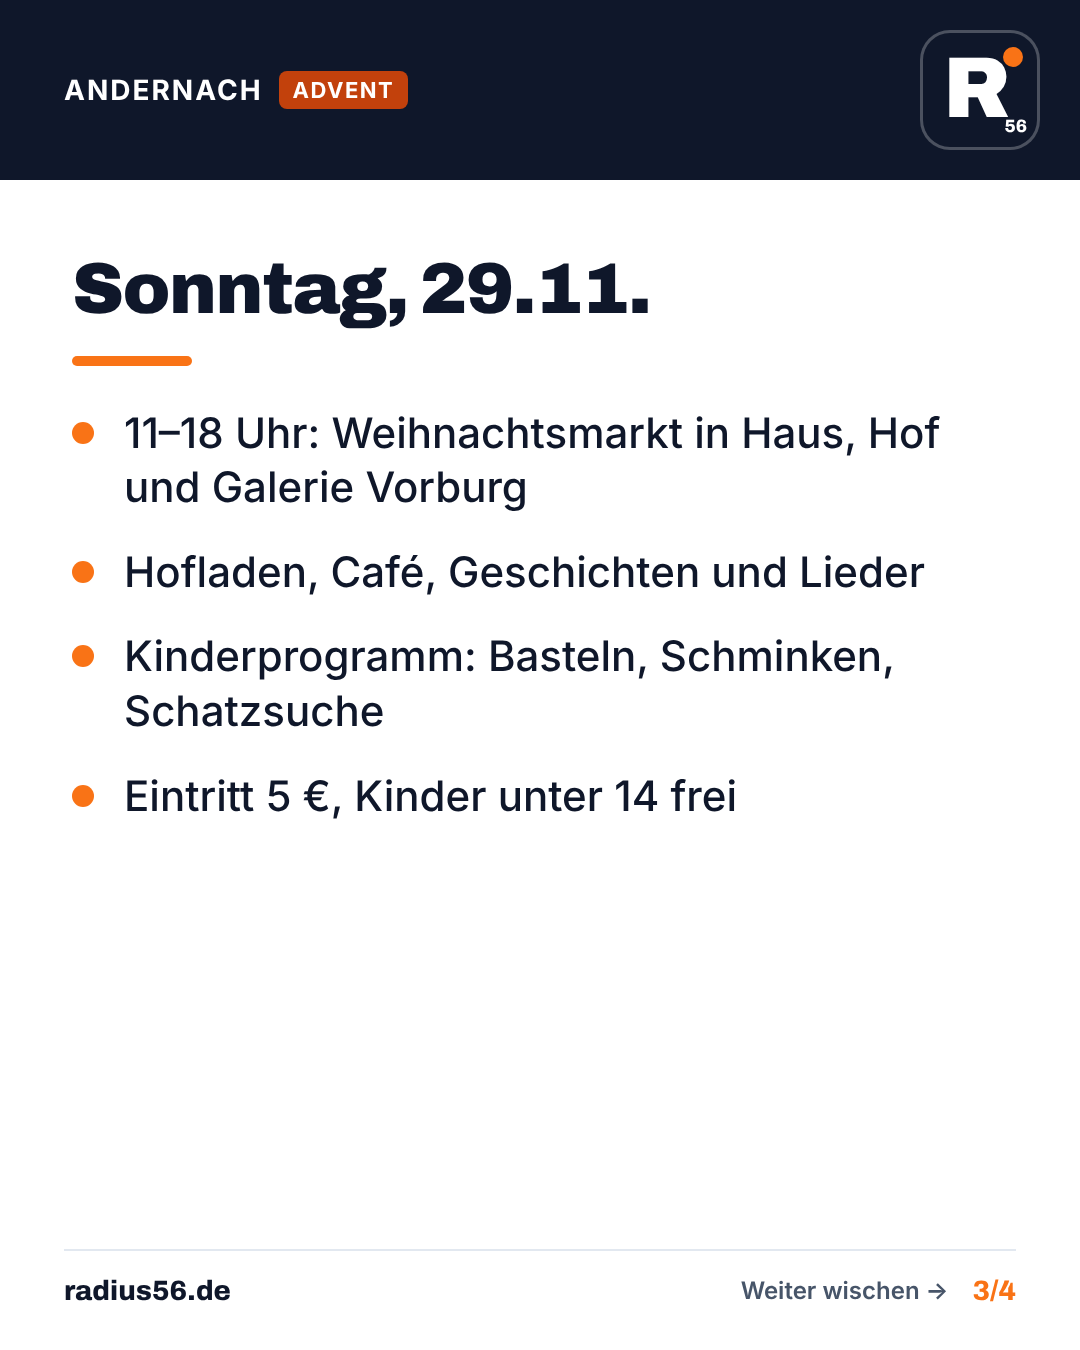 ANDERNACH ADVENT
R
56
Sonntag, 29.11.
11–18 Uhr: Weihnachtsmarkt in Haus, Hof
und Galerie Vorburg
Hofladen, Café, Geschichten und Lieder
Kinderprogramm: Basteln, Schminken,
Schatzsuche
Eintritt 5 €, Kinder unter 14 frei
radius56.de Weiter wischen → 3/4